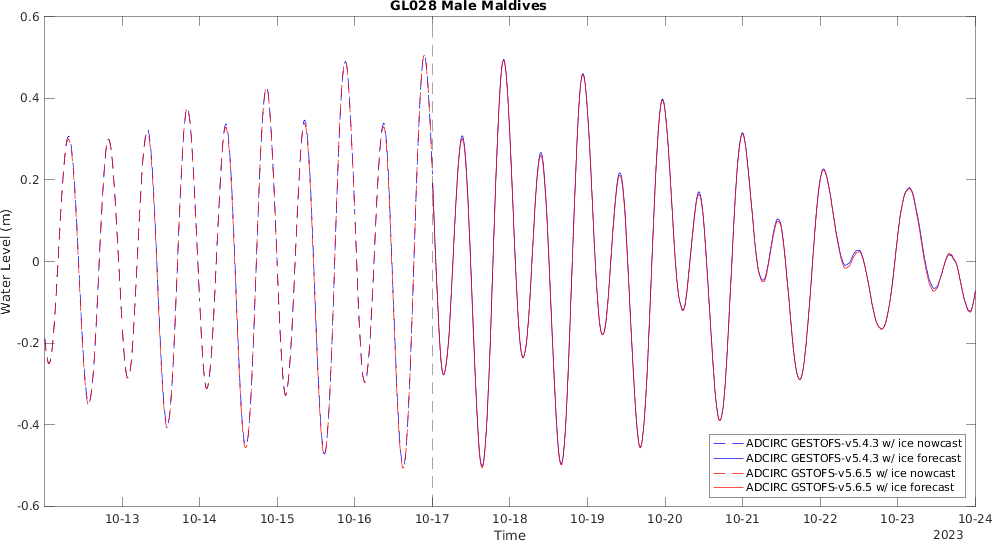 GL028 Male Maldives
0.6
0.4
0.2
0
-0.2
-0.4
-0.6
Water Level (m)
ADCIRC GESTOFS-v5.4.3 w/ ice nowcast
ADCIRC GESTOFS-v5.4.3 w/ ice forecast
ADCIRC GSTOFS-v5.6.5 w/ ice nowcast
ADCIRC GSTOFS-v5.6.5 w/ ice forecast
10-13 10-14 10-15 10-16 10-17 10-18 10-19 10-20 10-21 10-22 10-23 10-24
Time
2023